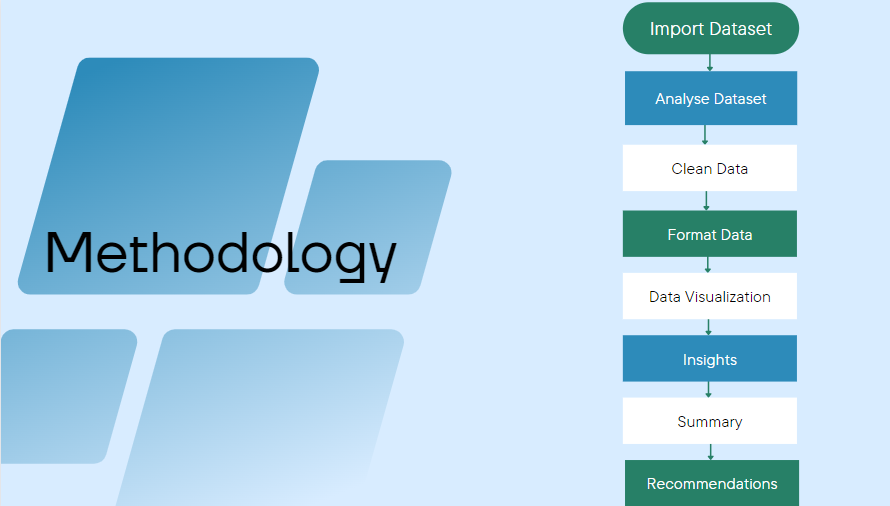 Methodology
Import Dataset
Analyse Dataset
Clean Data
Format Data
Data Visualization
Insights
Summary
Recommendations